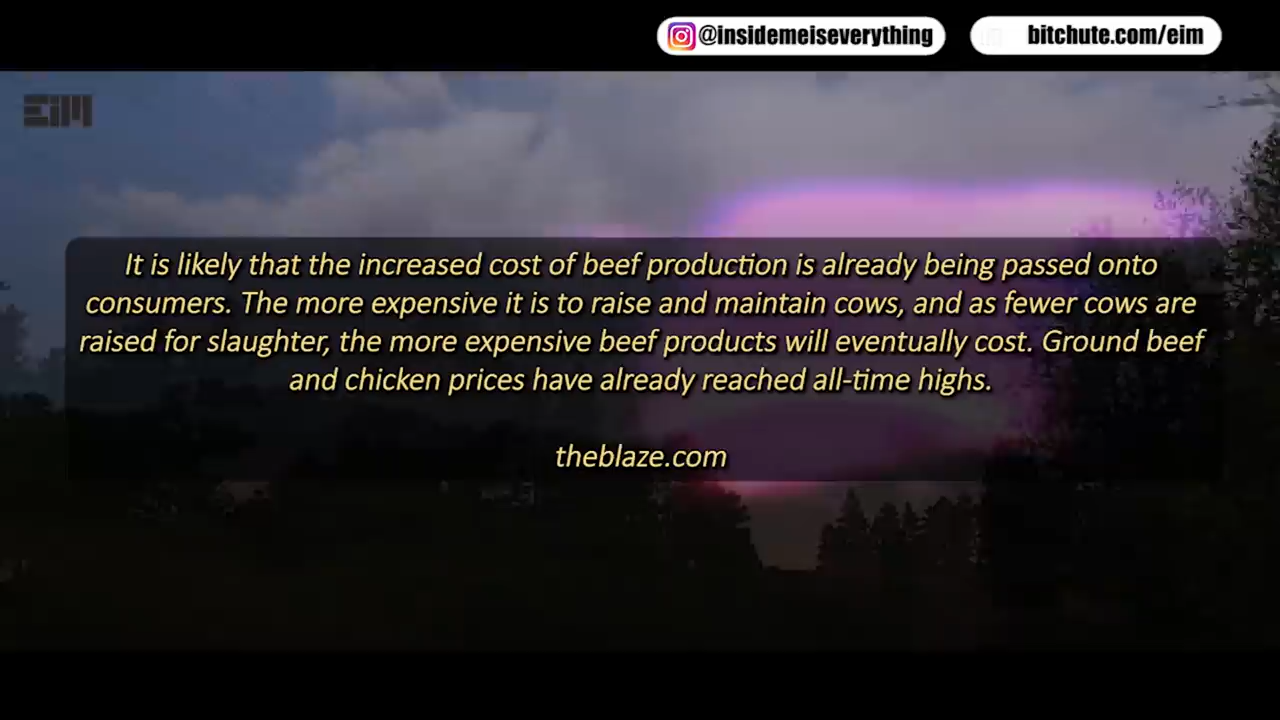 @insidemeiseverything
bitchute.com/eim
EiM
It is likely that the increased cost of beef production is already being passed onto
consumers. The more expensive it is to raise and maintain cows, and as fewer cows are
raised for slaughter, the more expensive beef products will eventually cost. Ground beef
and chicken prices have already reached all-time highs.
theblaze.com